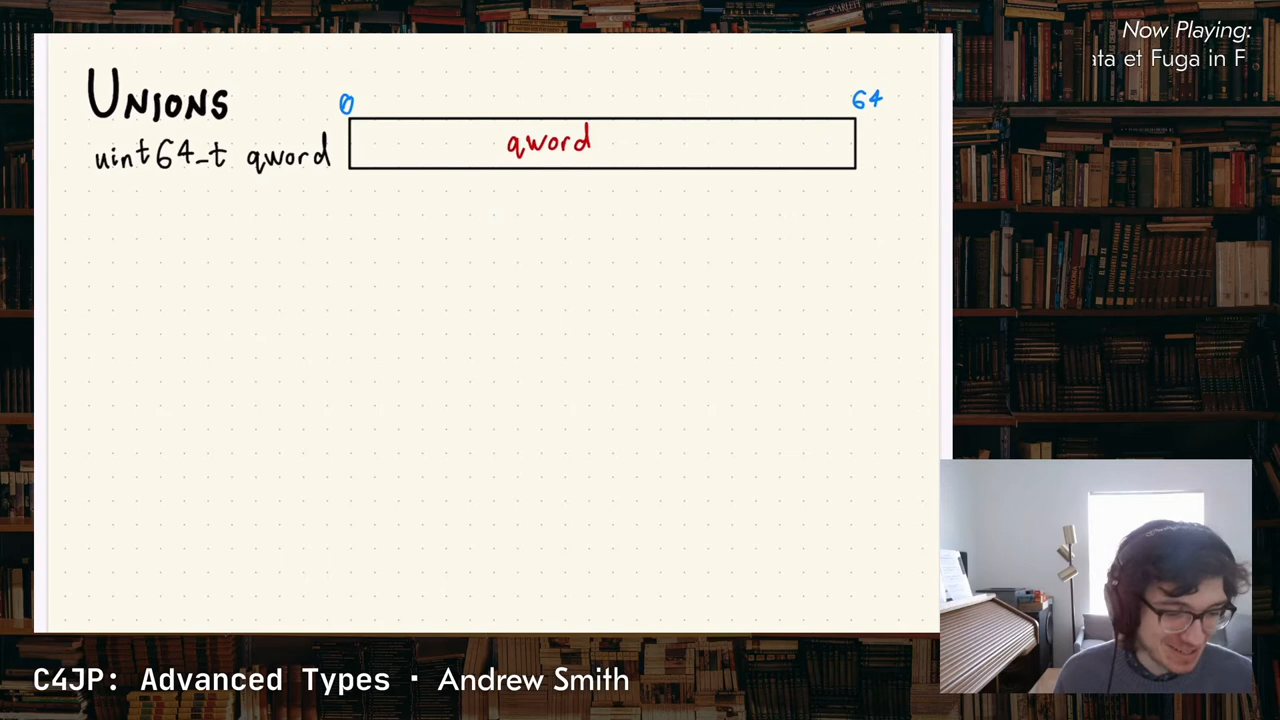 Now Playing:
ata et Fuga in F
UNIONS
0
64
uint64_t qword
qword
C4JP: Advanced Types · Andrew Smith